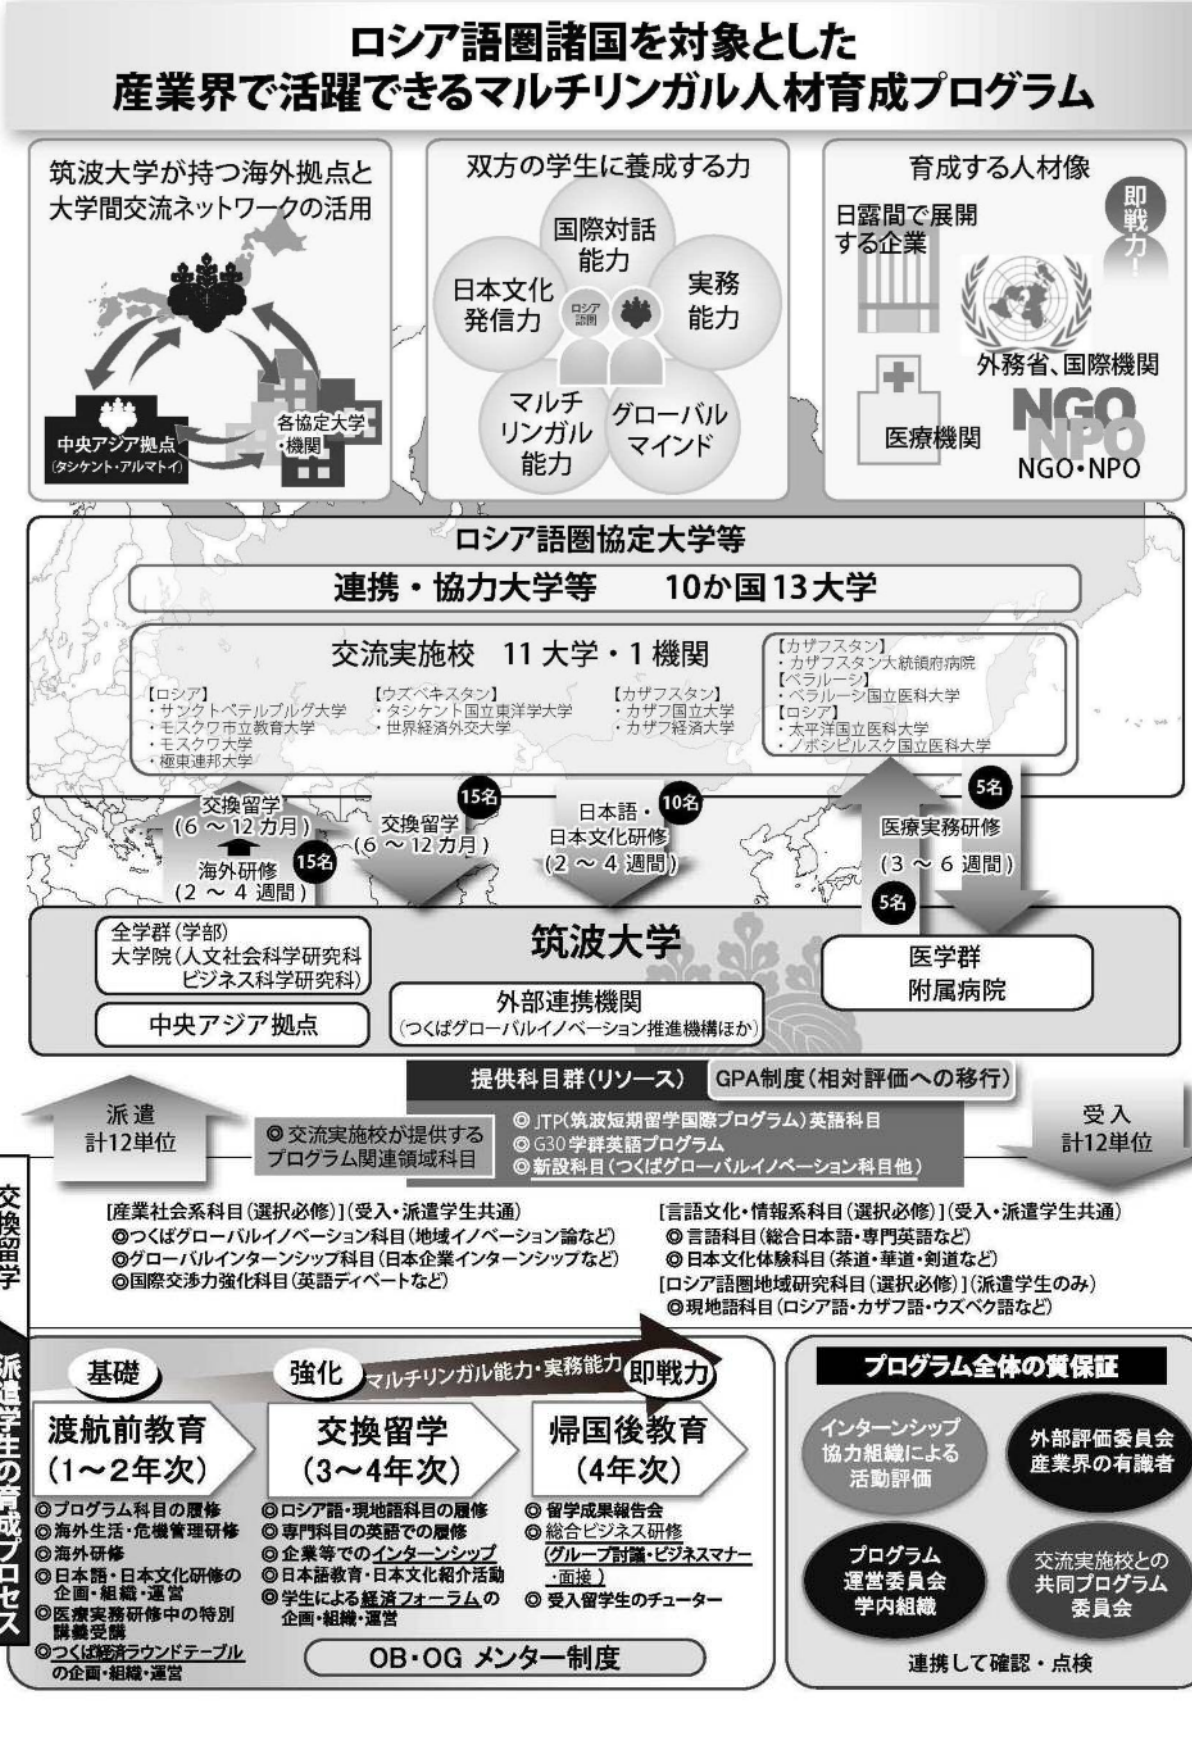 ロシア語圏諸国を対象とした
産業界で活躍できるマルチリンガル人材育成プログラム
筑波大学が持つ海外拠点と
大学間交流ネットワークの活用
中央アジア拠点
(タシケント・アルマトイ)
各協定大学
・機関
双方の学生に養成する力
国際対話
能力
日本文化
発信力
ロシア
語圏
実務
能力
マルチ
リンガル
能力
グローバル
マインド
育成する人材像
即戦力!
日露間で展開
する企業
外務省、国際機関
医療機関
NGO
NPO
NGO・NPO
ロシア語圏協定大学等
連携・協力大学等 10か国13大学
交流実施校 11大学・1機関
【ロシア】
・サンクトペテルブルグ大学
・モスクワ市立教育大学
・モスクワ大学
・極東連邦大学
【ウズベキスタン】
・タシケント国立東洋学大学
・世界経済外交大学
【カザフスタン】
・カザフ国立大学
・カザフ経済大学
【カザフスタン】
・カザフスタン大統領府病院
【ベラルーシ】
・ベラルーシ国立医科大学
【ロシア】
・太平洋国立医科大学
・ノボシビルスク国立医科大学
交換留学
(6~12カ月)
海外研修
(2~4週間)
15名
交換留学
(6~12カ月)
15名
日本語・
日本文化研修
(2~4週間)
10名
医療実務研修
(3~6週間)
5名
5名
筑波大学
全学群(学部)
大学院(人文社会科学研究科
ビジネス科学研究科)
中央アジア拠点
外部連携機関
(つくばグローバルイノベーション推進機構ほか)
医学群
附属病院
派遣
計12単位
提供科目群(リソース)
GPA制度(相対評価への移行)
◎交流実施校が提供する
プログラム関連領域科目
◎JTP(筑波短期留学国際プログラム)英語科目
◎G30学群英語プログラム
◎新設科目(つくばグローバルイノベーション科目他)
受入
計12単位
交換留学
[産業社会系科目(選択必修)](受入・派遣学生共通)
◎つくばグローバルイノベーション科目(地域イノベーション論など)
◎グローバルインターンシップ科目(日本企業インターンシップなど)
◎国際交渉力強化科目(英語ディベートなど)
[言語文化・情報系科目(選択必修)](受入・派遣学生共通)
◎言語科目(総合日本語・専門英語など)
◎日本文化体験科目(茶道・華道・剣道など)
[ロシア語圏地域研究科目(選択必修)](派遣学生のみ)
◎現地語科目(ロシア語・カザフ語・ウズベク語など)
派遣学生の育成プロセス
基礎
強化
マルチリンガル能力・実務能力
即戦力
渡航前教育
(1~2年次)
◎プログラム科目の履修
◎海外生活・危機管理研修
◎海外研修
◎日本語・日本文化研修の
企画・組織・運営
◎医療実務研修中の特別
講義受講
◎つくば経済ラウンドテーブル
の企画・組織・運営
交換留学
(3~4年次)
◎ロシア語・現地語科目の履修
◎専門科目の英語での履修
◎企業等でのインターンシップ
◎日本語教育・日本文化紹介活動
◎学生による経済フォーラムの
企画・組織・運営
帰国後教育
(4年次)
◎留学成果報告会
◎総合ビジネス研修
(グループ討議・ビジネスマナー
・面接)
◎受入留学生のチューター
OB・OG メンター制度
プログラム全体の質保証
インターンシップ
協力組織による
活動評価
外部評価委員会
産業界の有識者
プログラム
運営委員会
学内組織
交流実施校との
共同プログラム
委員会
連携して確認・点検